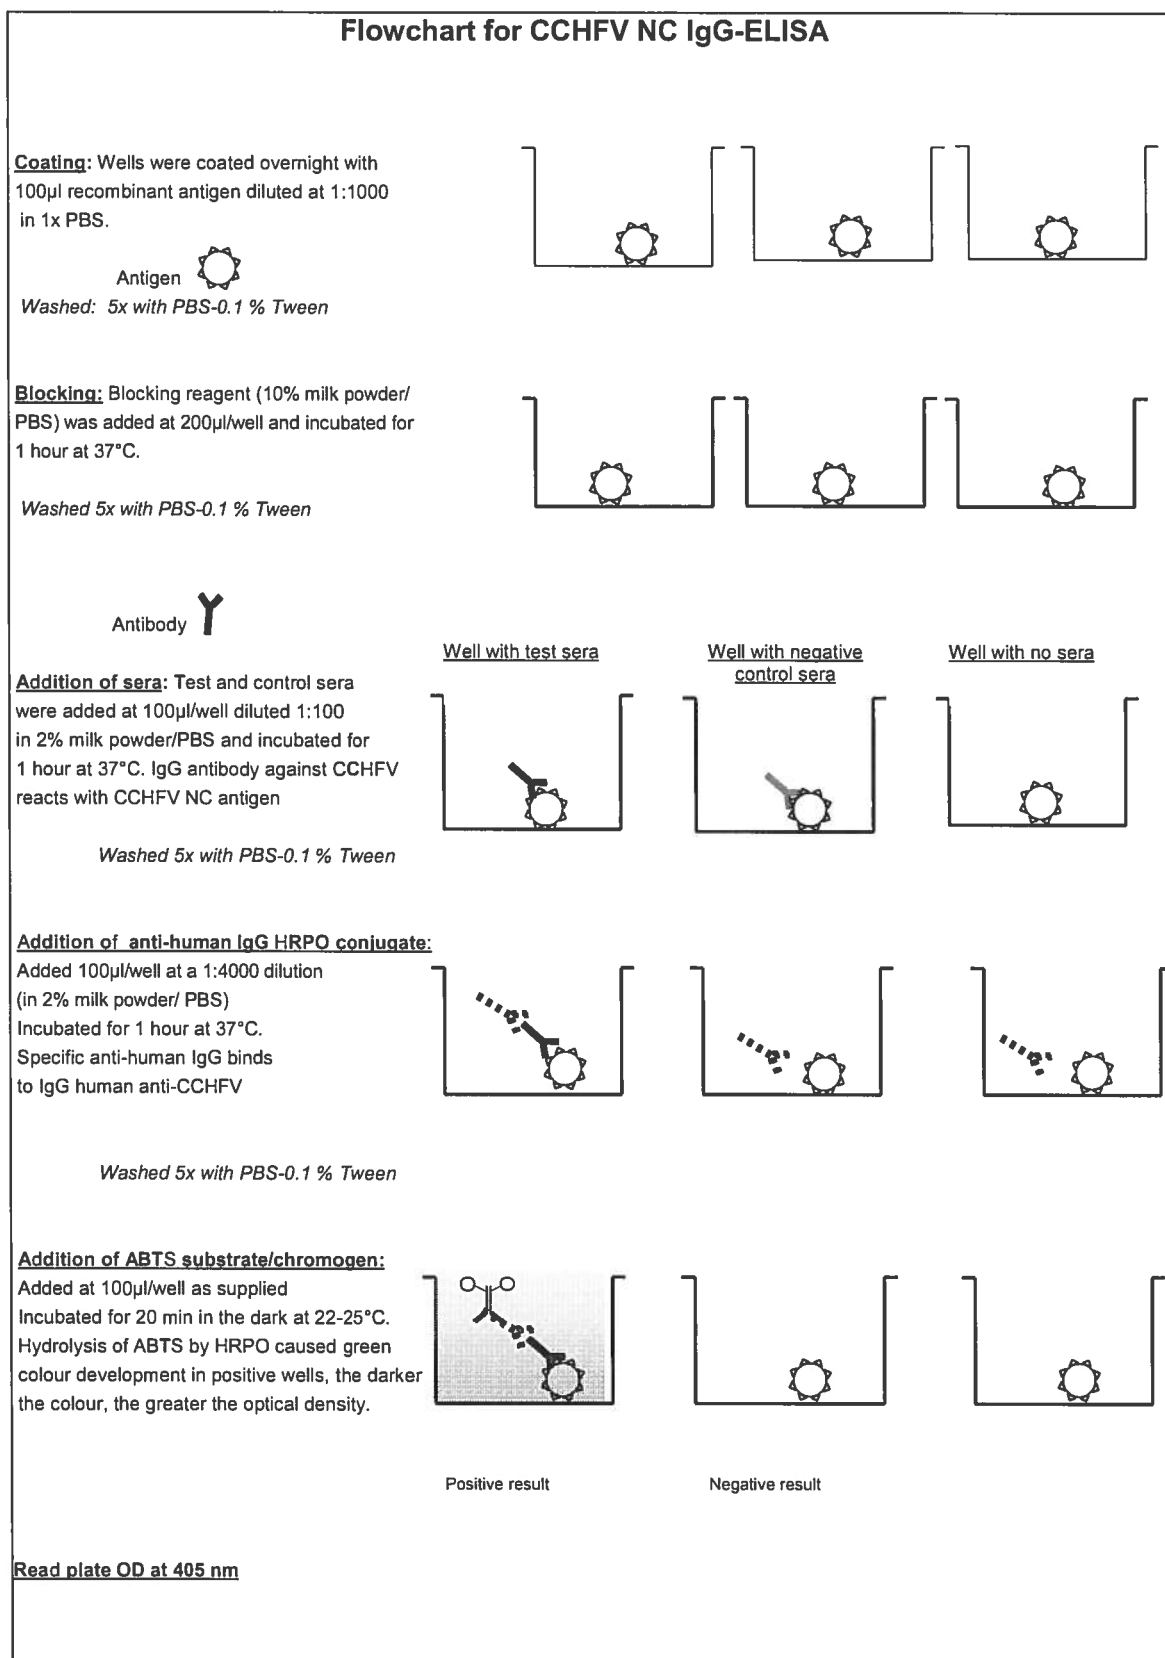 Flowchart for CCHFV NC IgG-ELISA
Coating: Wells were coated overnight with
100µl recombinant antigen diluted at 1:1000
in 1x PBS.
Antigen
Washed: 5x with PBS-0.1 % Tween
Blocking: Blocking reagent (10% milk powder/
PBS) was added at 200µl/well and incubated for
1 hour at 37°C.
Washed 5x with PBS-0.1 % Tween
Antibody
Well with test sera
Well with negative
control sera
Well with no sera
Addition of sera: Test and control sera
were added at 100µl/well diluted 1:100
in 2% milk powder/PBS and incubated for
1 hour at 37°C. IgG antibody against CCHFV
reacts with CCHFV NC antigen
Washed 5x with PBS-0.1 % Tween
Addition of anti-human IgG HRPO conjugate:
Added 100µl/well at a 1:4000 dilution
(in 2% milk powder/ PBS)
Incubated for 1 hour at 37°C.
Specific anti-human IgG binds
to IgG human anti-CCHFV
Washed 5x with PBS-0.1 % Tween
Addition of ABTS substrate/chromogen:
Added at 100µl/well as supplied
Incubated for 20 min in the dark at 22-25°C.
Hydrolysis of ABTS by HRPO caused green
colour development in positive wells, the darker
the colour, the greater the optical density.
Positive result
Negative result
Read plate OD at 405 nm